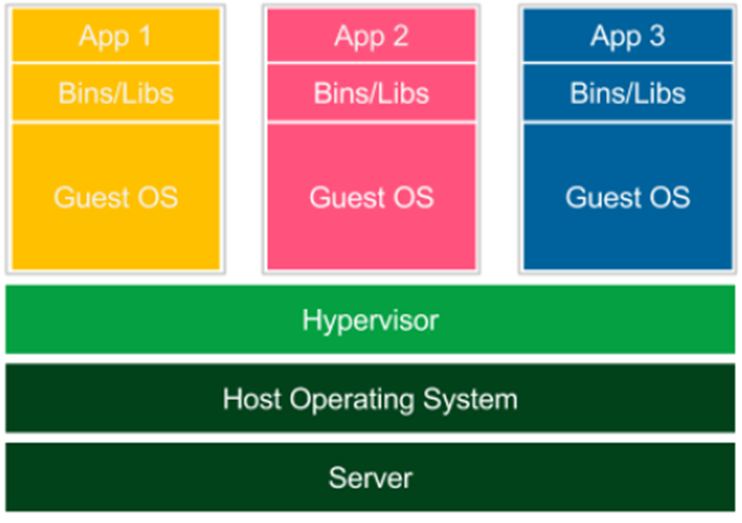 App 1
App 2
App 3
Bins/Libs
Bins/Libs
Bins/Libs
Guest OS
Guest OS
Guest OS
Hypervisor
Host Operating System
Server